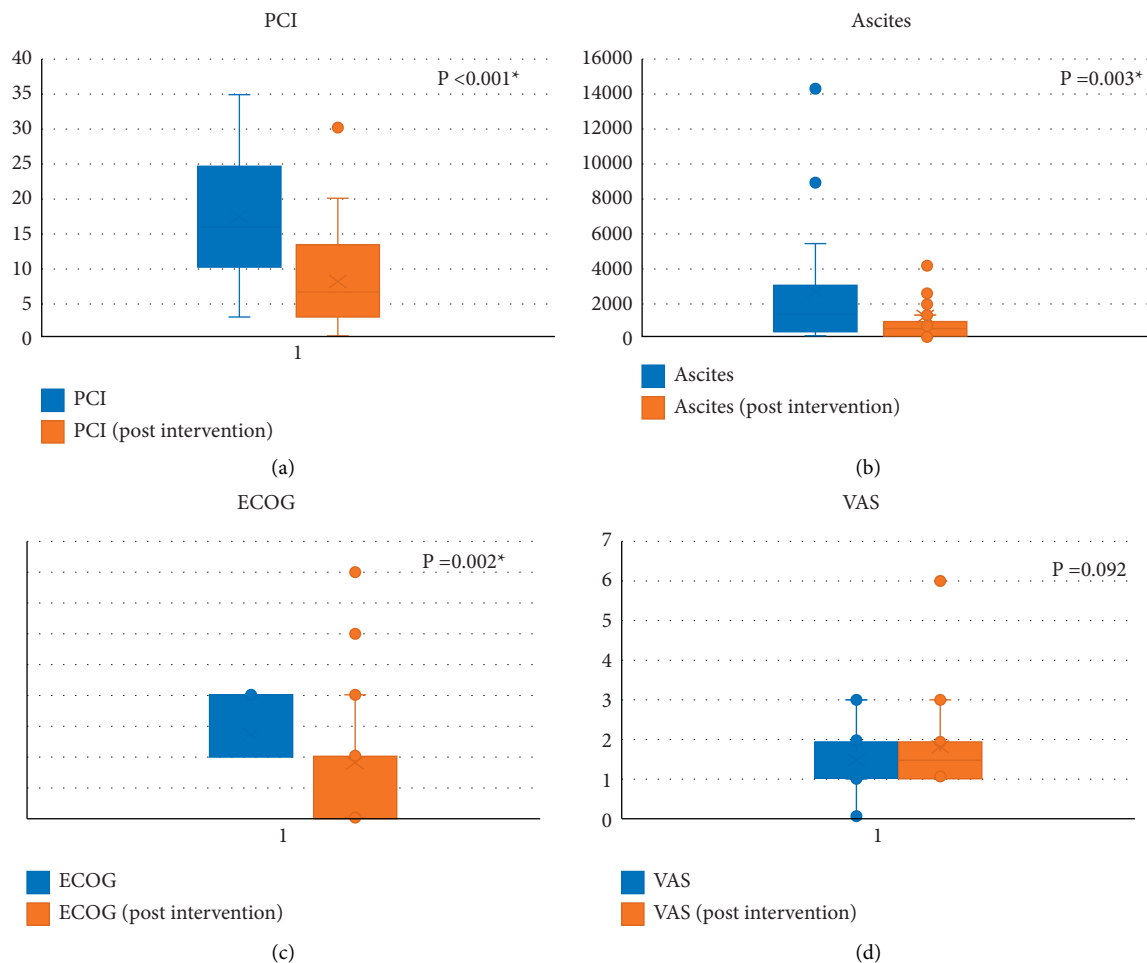 PCI
40
35
30
25
20
15
10
5
0
P <0.001*
1
PCI
PCI (post intervention)
(a)
Ascites
16000
14000
12000
10000
8000
6000
4000
2000
0
P =0.003*
Ascites
Ascites (post intervention)
(b)
ECOG
P =0.002*
1
ECOG
ECOG (post intervention)
(c)
VAS
7
6
5
4
3
2
1
0
P =0.092
1
VAS
VAS (post intervention)
(d)